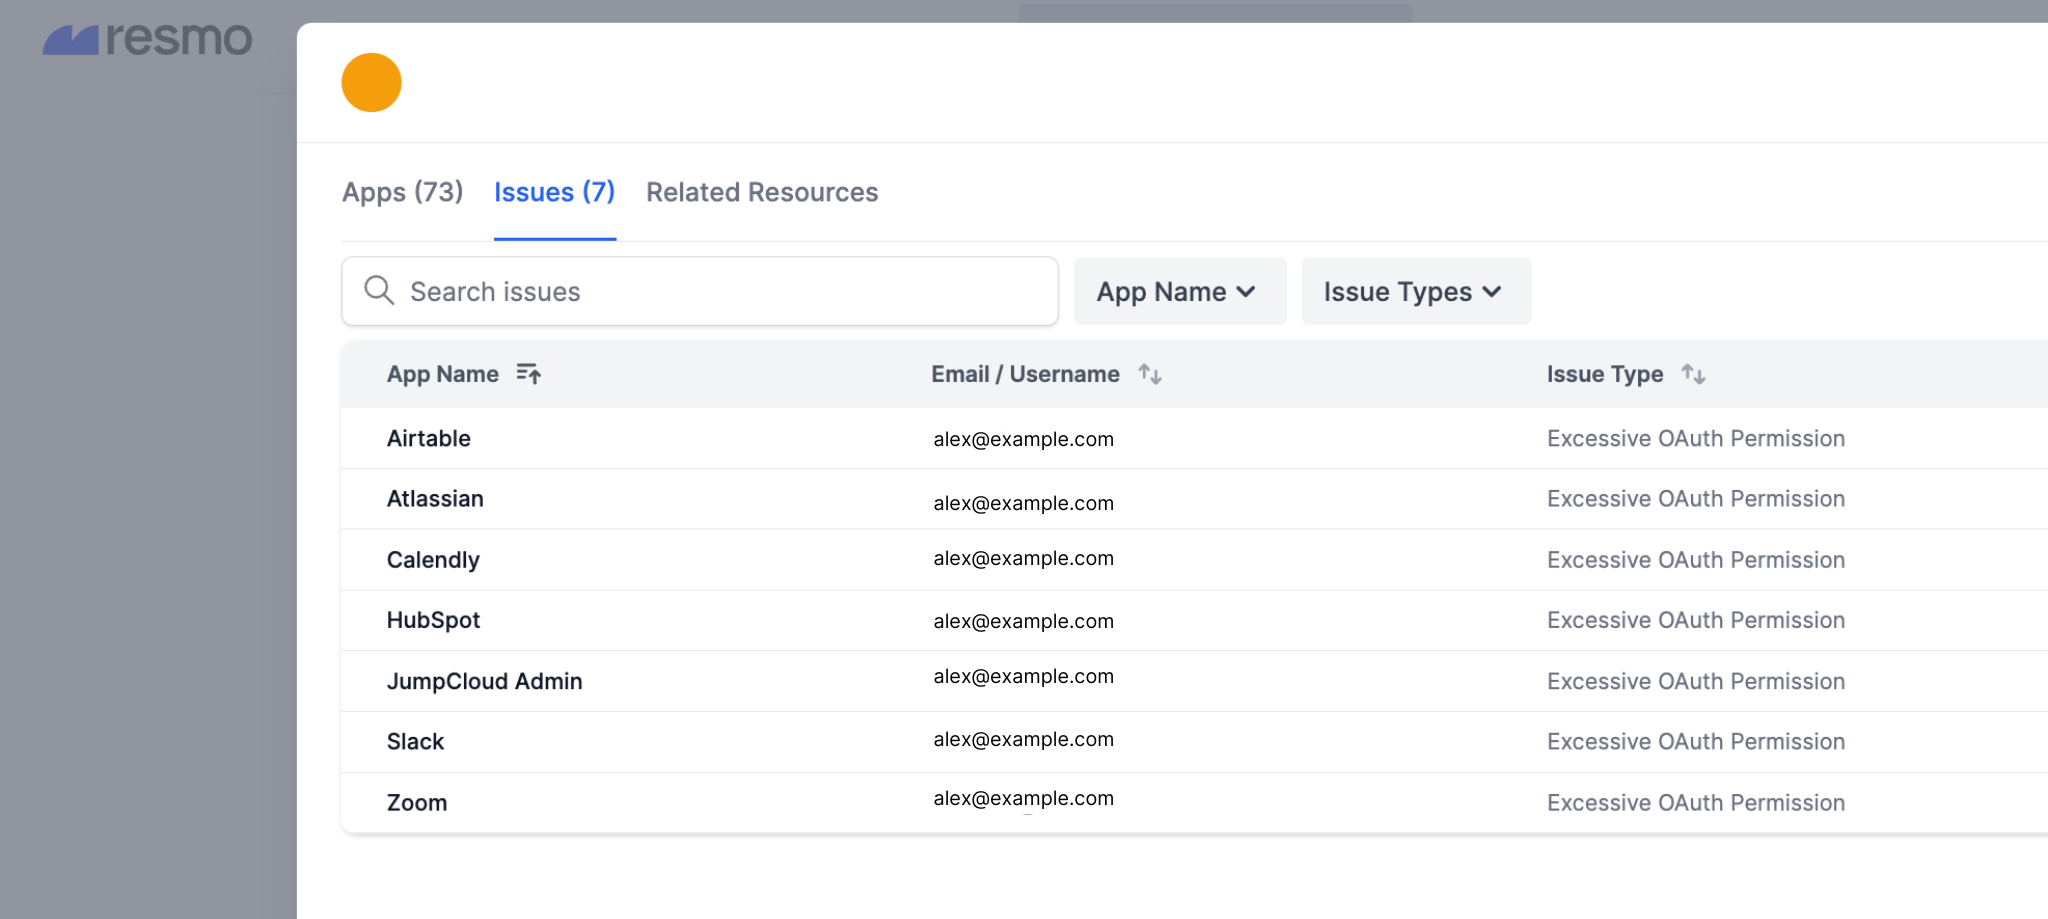 resmo
Apps (73) Issues (7) Related Resources
Search issues App Name Issue Types
App Name Email / Username Issue Type
Airtable alex@example.com Excessive OAuth Permission
Atlassian alex@example.com Excessive OAuth Permission
Calendly alex@example.com Excessive OAuth Permission
HubSpot alex@example.com Excessive OAuth Permission
JumpCloud Admin alex@example.com Excessive OAuth Permission
Slack alex@example.com Excessive OAuth Permission
Zoom alex@example.com Excessive OAuth Permission